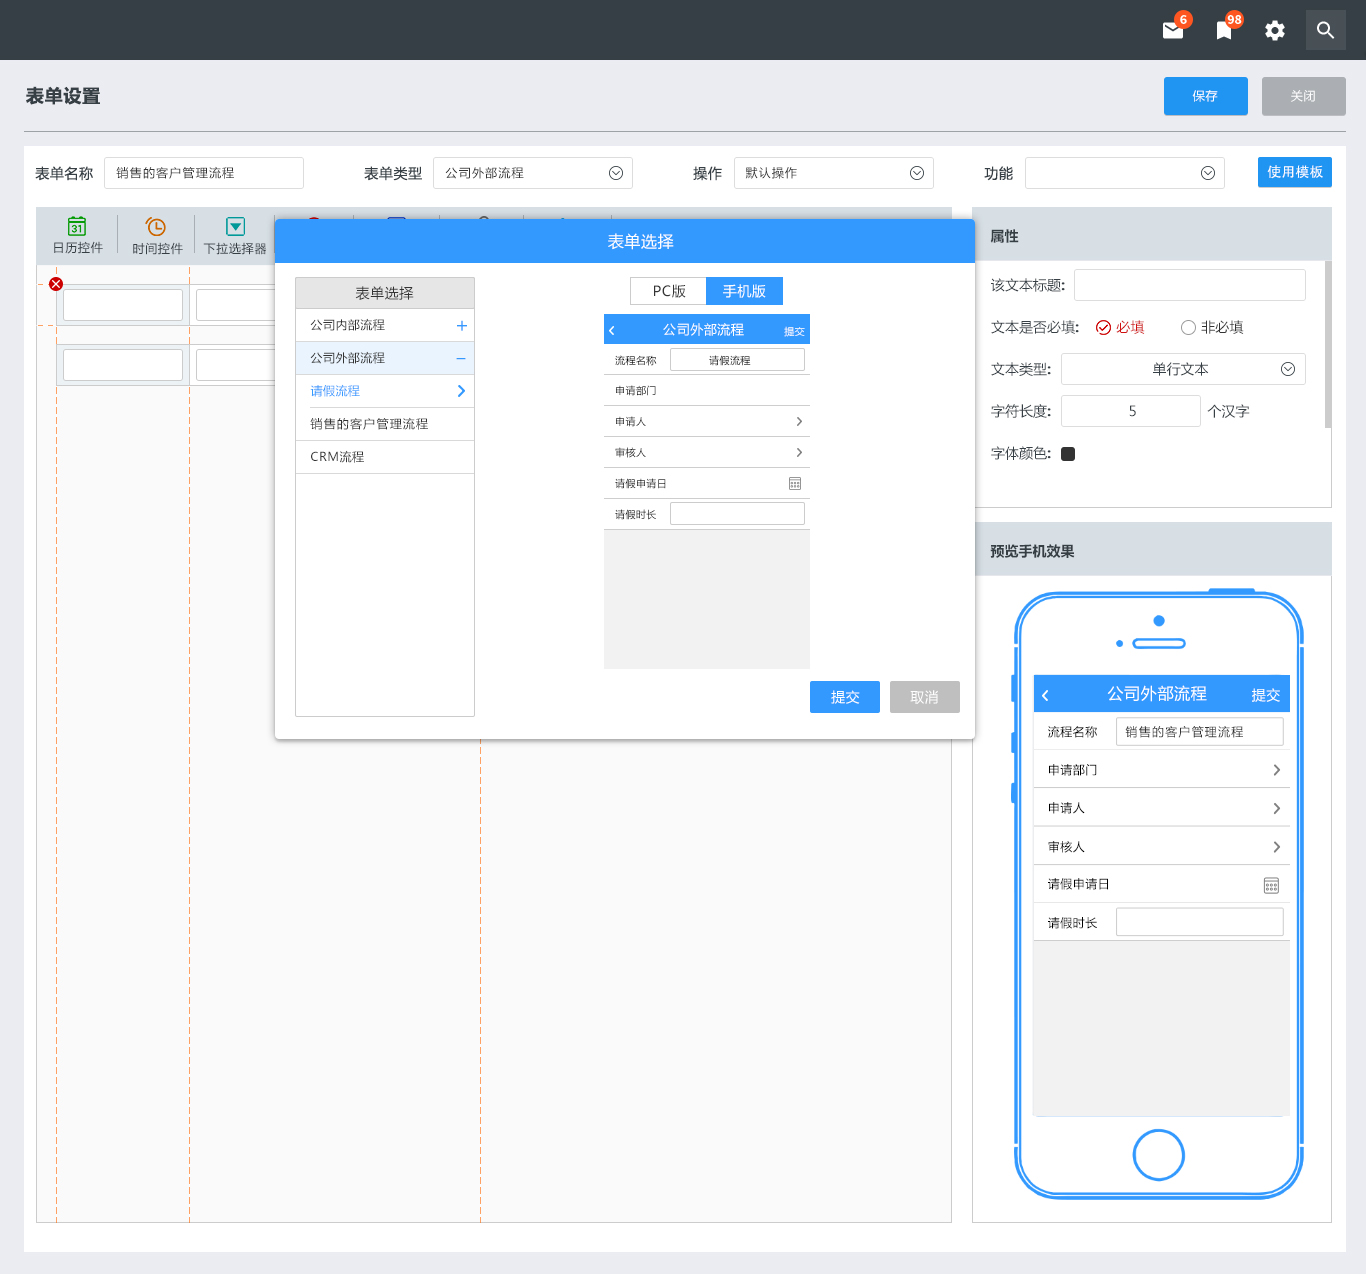 6
98
表单设置
保存
关闭
表单名称 销售的客户管理流程
表单类型 公司外部流程
操作 默认操作
功能
使用模板
31
日历控件
时间控件
下拉选择器
表单选择
表单选择
公司内部流程
公司外部流程
请假流程
销售的客户管理流程
CRM流程
PC版
手机版
公司外部流程 提交
流程名称 请假流程
申请部门
申请人
审核人
请假申请日
请假时长
提交
取消
属性
该文本标题:
文本是否必填: 必填 非必填
文本类型: 单行文本
字符长度: 5 个汉字
字体颜色:
预览手机效果
公司外部流程 提交
流程名称 销售的客户管理流程
申请部门
申请人
审核人
请假申请日
请假时长